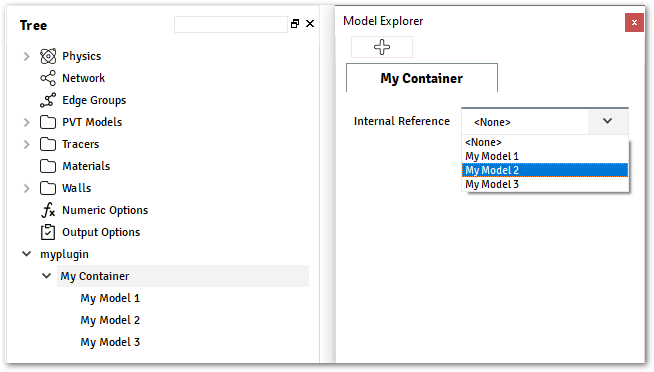 Tree
Physics
Network
Edge Groups
PVT Models
Tracers
Materials
Walls
Numeric Options
Output Options
myplugin
My Container
My Model 1
My Model 2
My Model 3
Model Explorer
x
My Container
Internal Reference
<None>
<None>
My Model 1
My Model 2
My Model 3